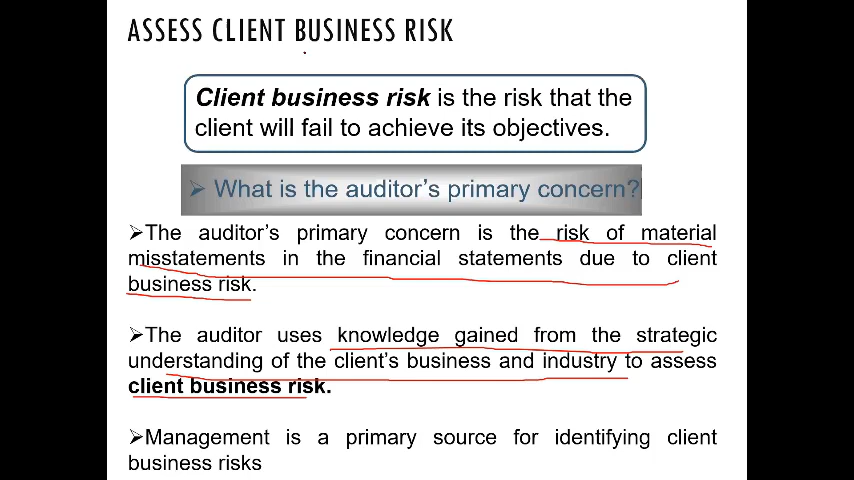 ASSESS CLIENT BUSINESS RISK
Client business risk is the risk that the
client will fail to achieve its objectives.
➢ What is the auditor's primary concern?
➢The auditor's primary concern is the risk of material
misstatements in the financial statements due to client
business risk.
➢The auditor uses knowledge gained from the strategic
understanding of the client's business and industry to assess
client business risk.
➢Management is a primary source for identifying client
business risks